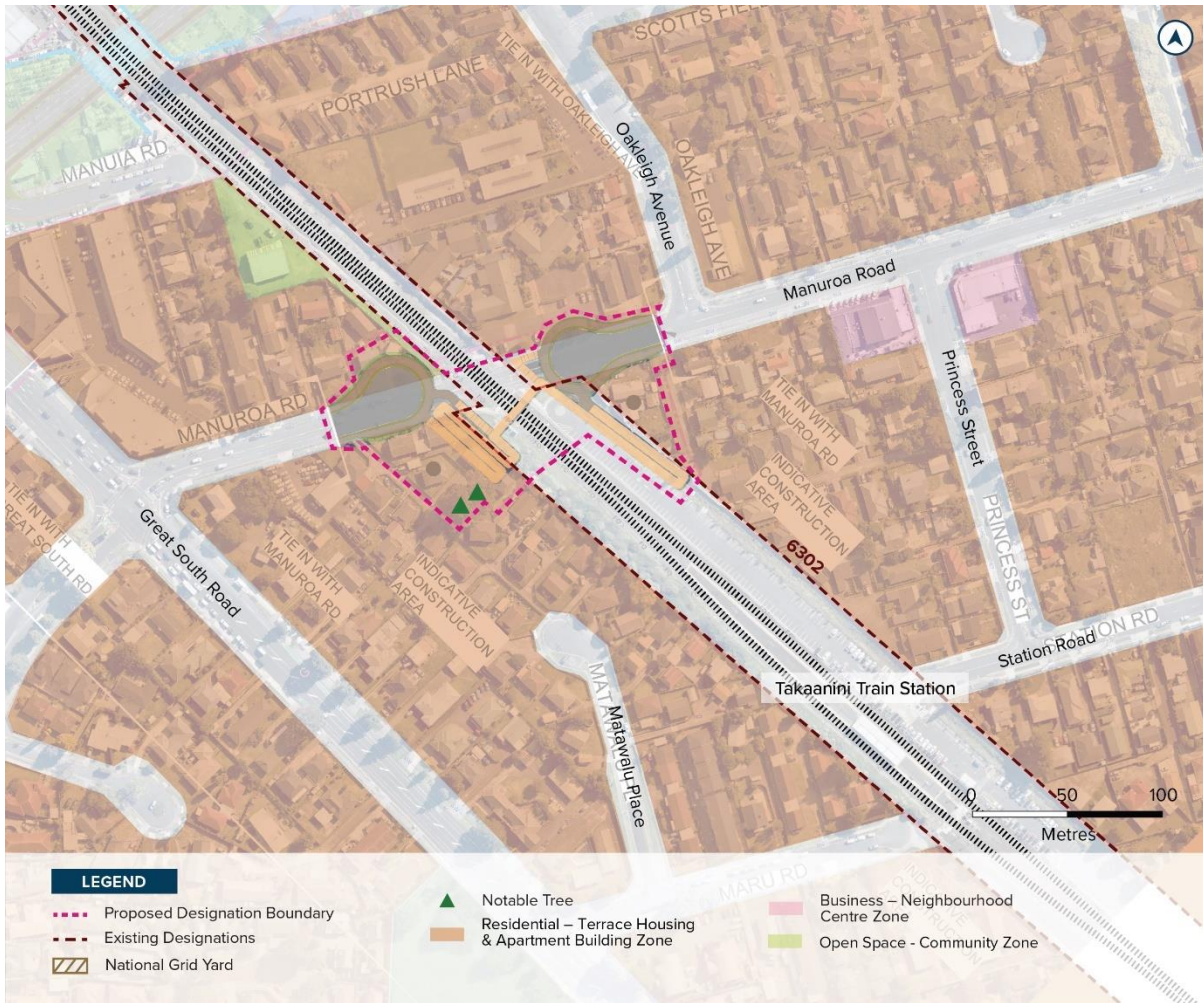 SCOTTS FIELD
PORTRUSH LANE
TIE IN WITH OAKLEIGH AVE
Oakleigh Avenue
OAKLEIGH AVE
MANUIA RD
Manuroa Road
MANUROA RD
Princess Street
PRINCESS ST
TIE IN WITH
MANUROA RD
INDICATIVE
CONSTRUCTION
AREA
TIE IN WITH
GREAT SOUTH RD
Great South Road
TIE IN WITH
MANUROA RD
INDICATIVE
CONSTRUCTION
AREA
6302
STATION RD
Station Road
Takaanini Train Station
MATAWALU PL
Matawalu Place
0 50 100
Metres
MARU RD
INDICATIVE
CONSTRUCTION
LEGEND
Proposed Designation Boundary
Existing Designations
National Grid Yard
Notable Tree
Residential – Terrace Housing
& Apartment Building Zone
Business – Neighbourhood
Centre Zone
Open Space - Community Zone